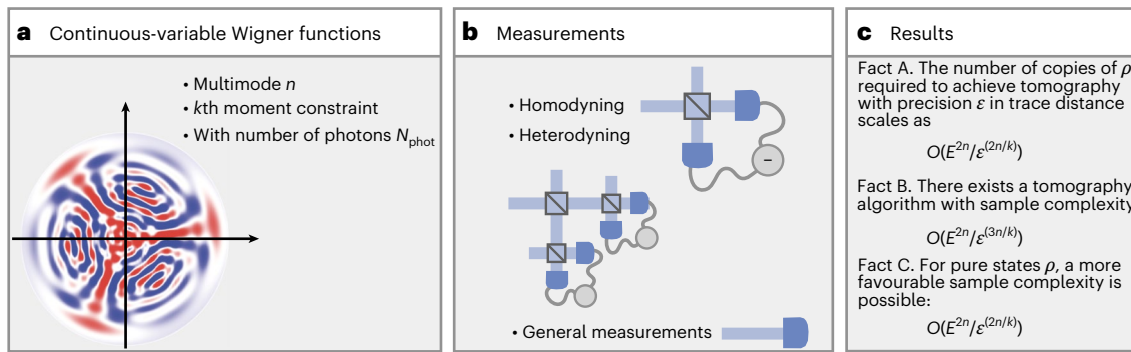 a Continuous-variable Wigner functions
• Multimode n
• kth moment constraint
• With number of photons N_phot
b Measurements
• Homodyning
• Heterodyning
–
• General measurements
c Results
Fact A. The number of copies of ρ
required to achieve tomography
with precision ε in trace distance
scales as
O(E^{2n}/ε^{(2n/k)})
Fact B. There exists a tomography
algorithm with sample complexity
O(E^{2n}/ε^{(3n/k)})
Fact C. For pure states ρ, a more
favourable sample complexity is
possible:
O(E^{2n}/ε^{(2n/k)})